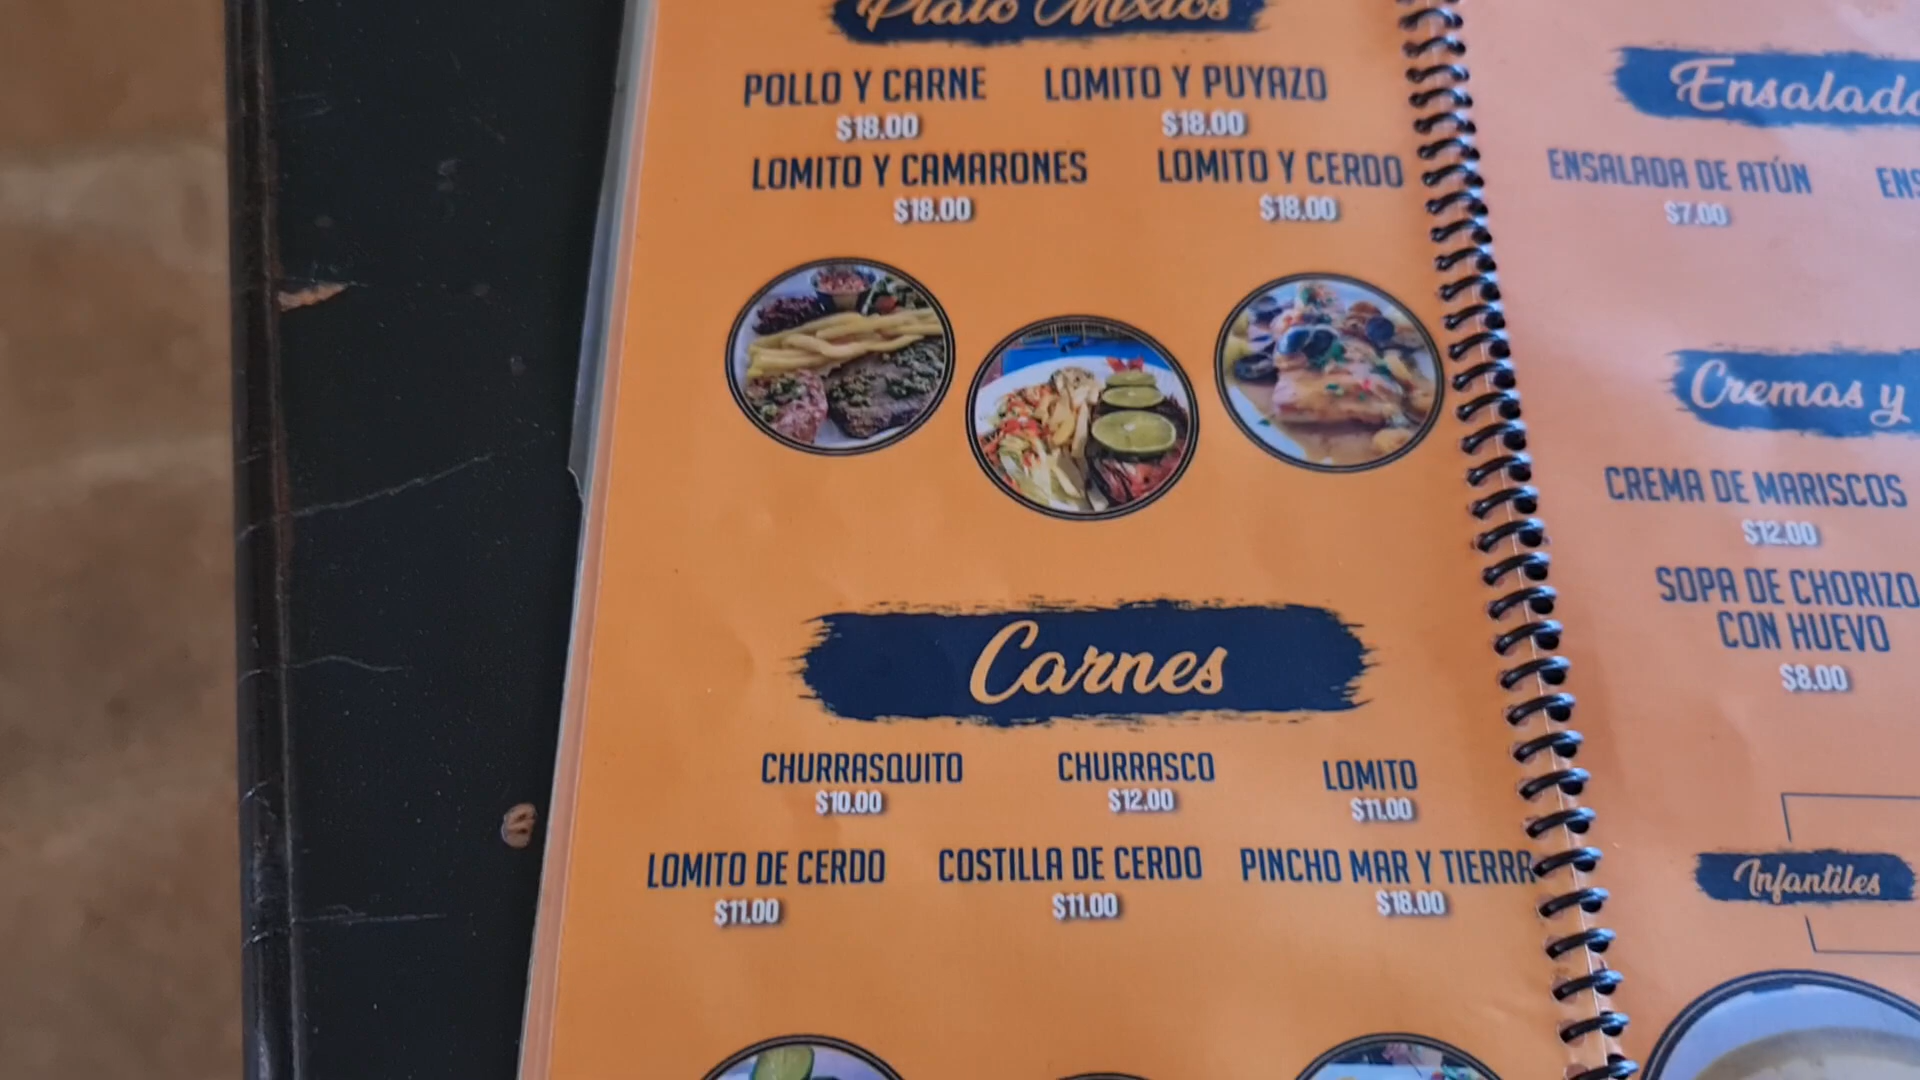 Plato Mixtos
POLLO Y CARNE
$18.00
LOMITO Y PUYAZO
$18.00
LOMITO Y CAMARONES
$18.00
LOMITO Y CERDO
$18.00
Carnes
CHURRASQUITO
$10.00
CHURRASCO
$12.00
LOMITO
$11.00
LOMITO DE CERDO
$11.00
COSTILLA DE CERDO
$11.00
PINCHO MAR Y TIERRA
$18.00
ENSALADA DE ATÚN
$7.00
Cremas y
CREMA DE MARISCOS
$12.00
SOPA DE CHORIZO
CON HUEVO
$8.00
Infantiles